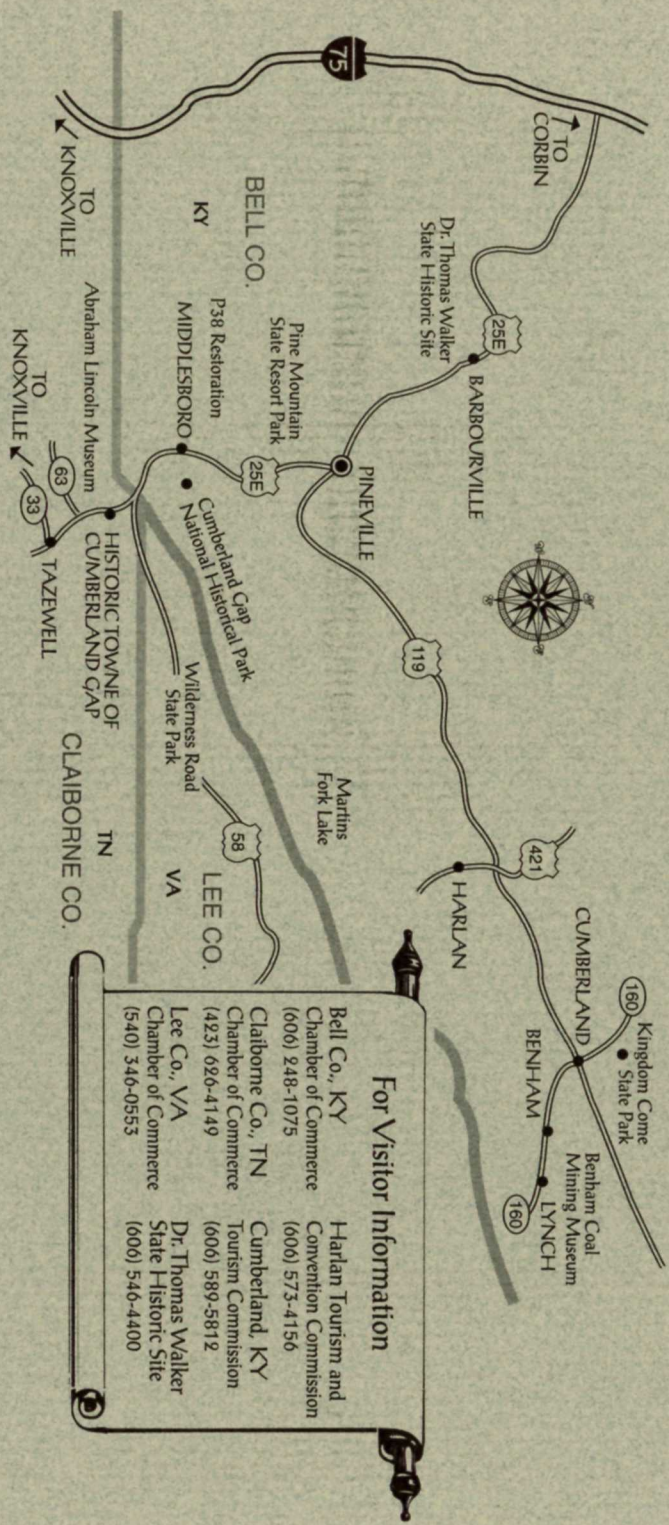 75
TO
CORBIN
Dr. Thomas Walker
State Historic Site
25E
BARBOURVILLE
BELL CO.
KY
Pine Mountain
State Resort Park
PINEVILLE
P38 Restoration
MIDDLESBORO
25E
Cumberland Gap
National Historical Park
119
421
HARLAN
Martins
Fork Lake
CUMBERLAND
160
Kingdom Come
State Park
BENHAM
Benham Coal
Mining Museum
LYNCH
160
TO
KNOXVILLE
Abraham Lincoln Museum
TO
KNOXVILLE
63
33
TAZEWELL
HISTORIC TOWNE OF
CUMBERLAND GAP
Wilderness Road
State Park
58
LEE CO.
VA
TN
CLAIBORNE CO.
For Visitor Information
Bell Co., KY
Chamber of Commerce
(606) 248-1075
Claiborne Co., TN
Chamber of Commerce
(423) 626-4149
Lee Co., VA
Chamber of Commerce
(540) 346-0553
Harlan Tourism and
Convention Commission
(606) 573-4156
Cumberland, KY
Tourism Commission
(606) 589-5812
Dr. Thomas Walker
State Historic Site
(606) 546-4400